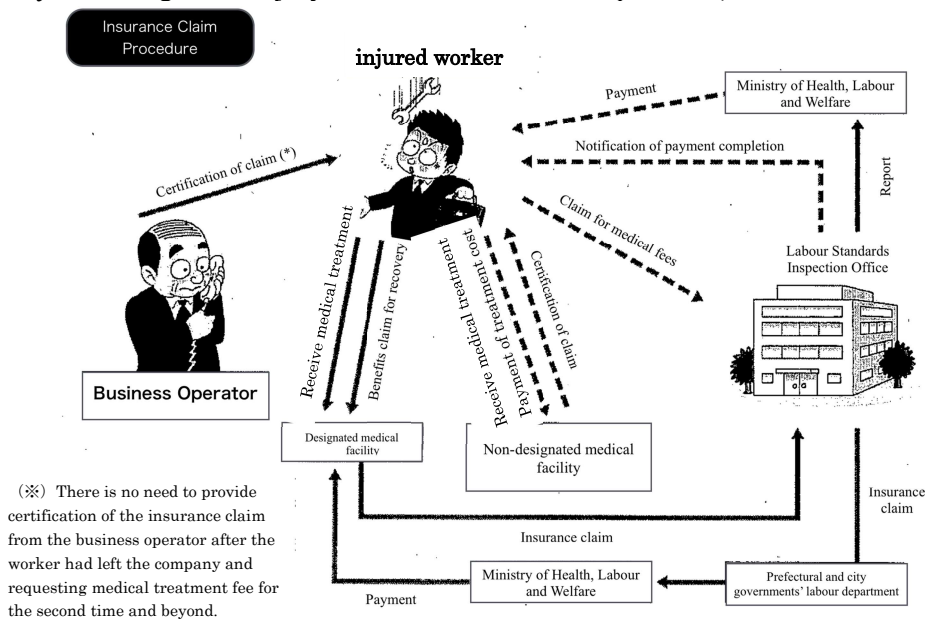 Insurance Claim
Procedure
injured worker
Payment
Ministry of Health, Labour
and Welfare
Notification of payment completion
Certification of claim (*)
Report
Claim for medical fees
Labour Standards
Inspection Office
Receive medical treatment
Benefits claim for recovery
Receive medical treatment
Payment of treatment cost
Certification of claim
Business Operator
Designated medical
facility
Non-designated medical
facility
Insurance
claim
Insurance claim
Payment
Ministry of Health, Labour
and Welfare
Prefectural and city
governments' labour department
(※) There is no need to provide
certification of the insurance claim
from the business operator after the
worker had left the company and
requesting medical treatment fee for
the second time and beyond.